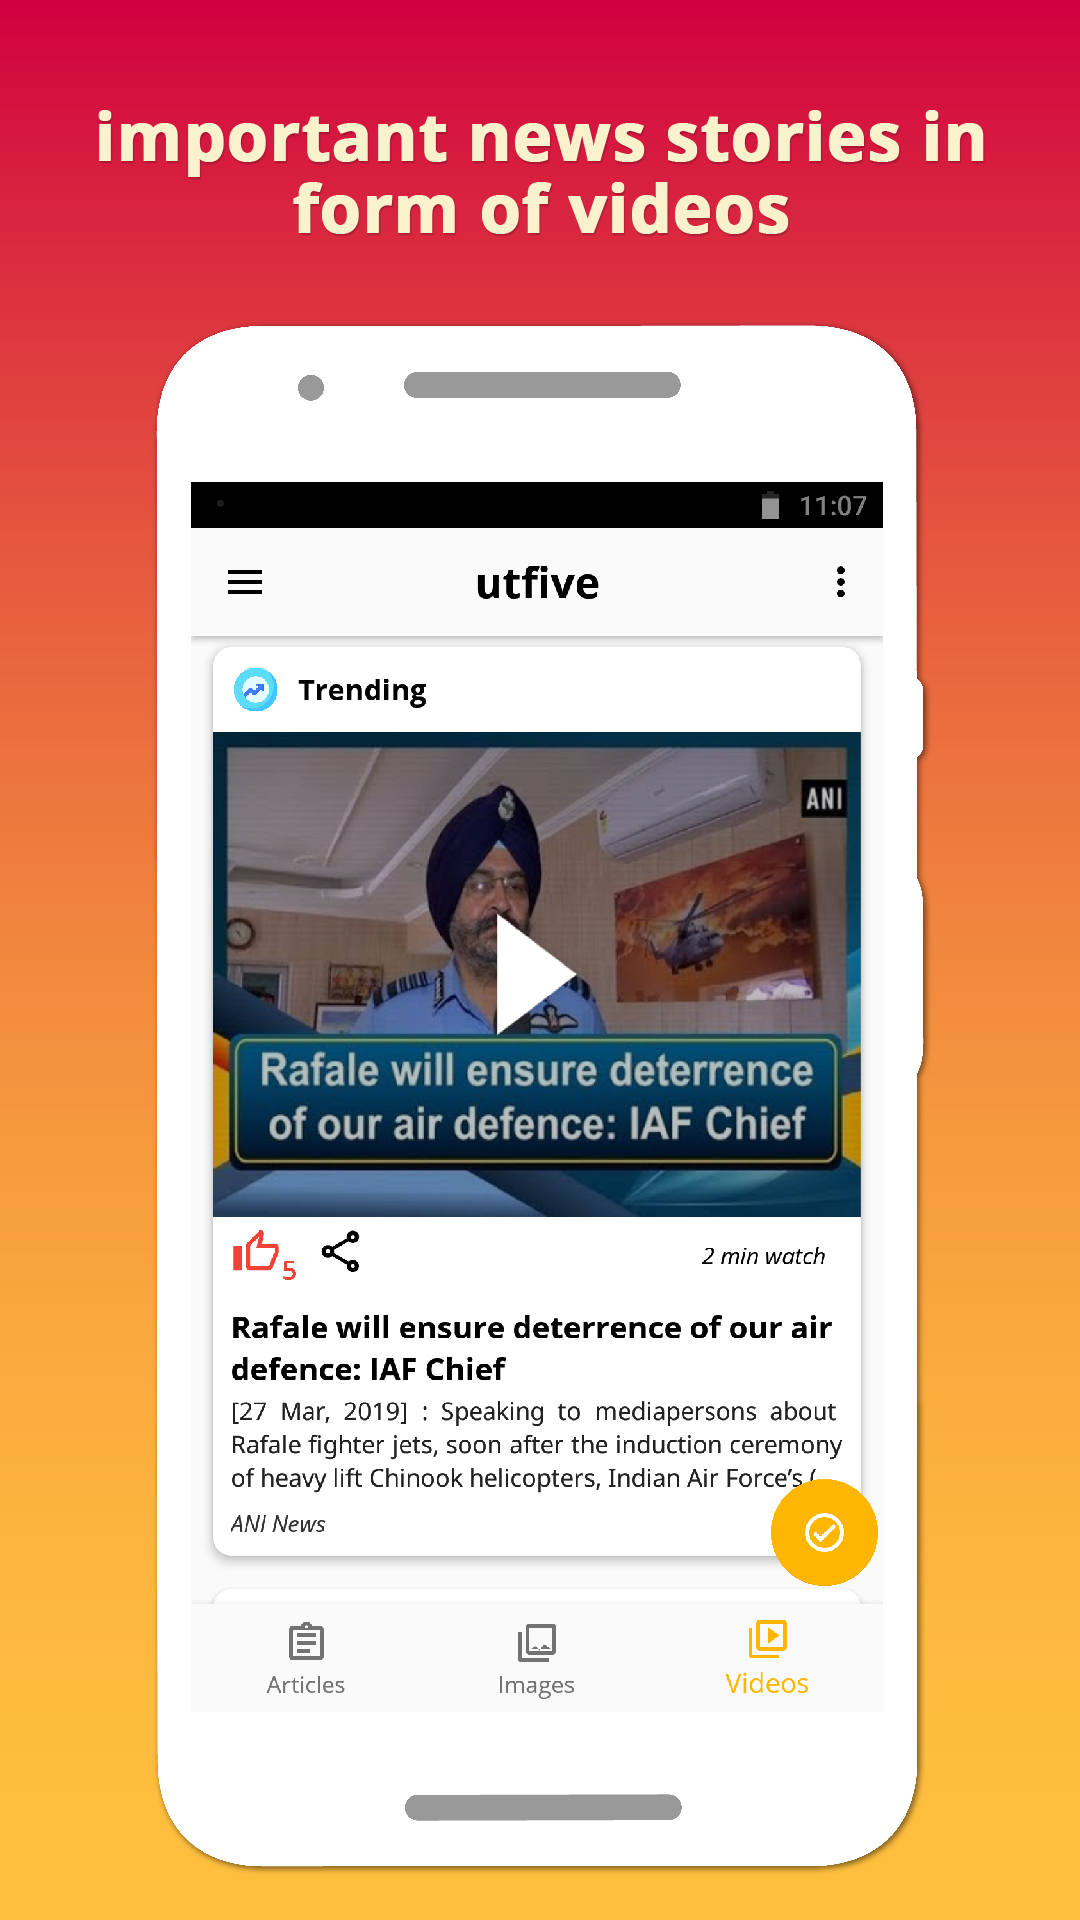 important news stories in
form of videos
11:07
utfive
Trending
ANI
Rafale will ensure deterrence
of our air defence: IAF Chief
5
2 min watch
Rafale will ensure deterrence of our air
defence: IAF Chief
[27 Mar, 2019] : Speaking to mediapersons about
Rafale fighter jets, soon after the induction ceremony
of heavy lift Chinook helicopters, Indian Air Force's (
ANI News
Articles
Images
Videos